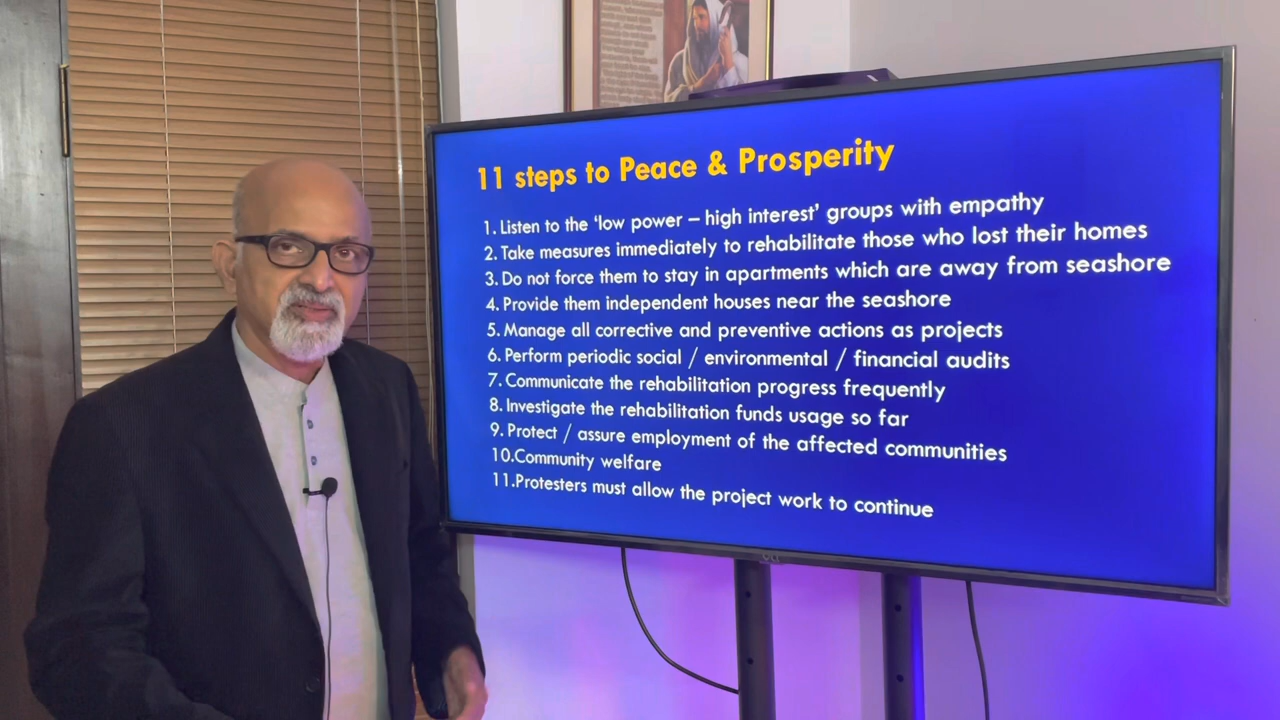 11 steps to Peace & Prosperity
1. Listen to the ‘low power – high interest’ groups with empathy
2. Take measures immediately to rehabilitate those who lost their homes
3. Do not force them to stay in apartments which are away from seashore
4. Provide them independent houses near the seashore
5. Manage all corrective and preventive actions as projects
6. Perform periodic social / environmental / financial audits
7. Communicate the rehabilitation progress frequently
8. Investigate the rehabilitation funds usage so far
9. Protect / assure employment of the affected communities
10.Community welfare
11.Protesters must allow the project work to continue